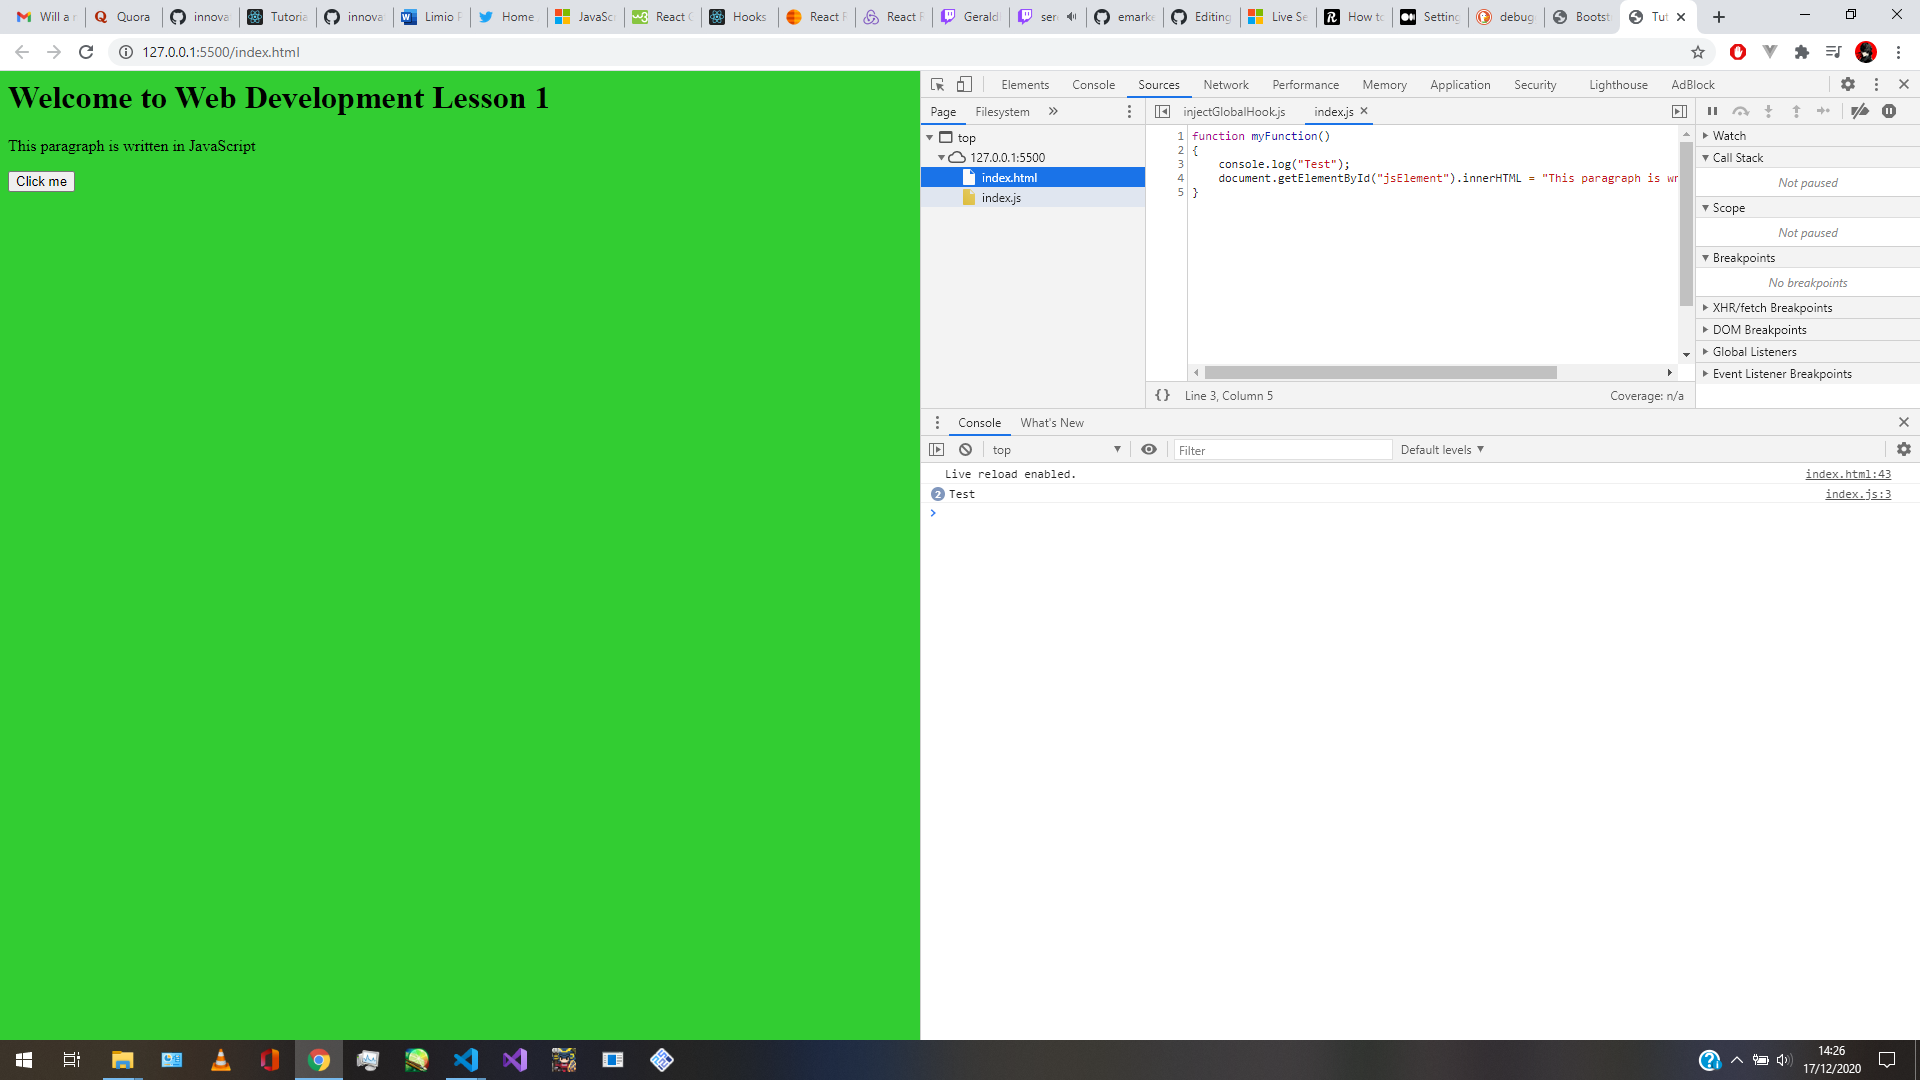 Will a r
Quora
innova
Tutoria
innova
Limio P
Home
JavaSc
React C
Hooks
React F
React F
Gerald
ser
emarke
Editing
Live Se
How to
Setting
debug
Bootst
Tut
127.0.0.1:5500/index.html
Welcome to Web Development Lesson 1
This paragraph is written in JavaScript
Click me
Elements Console Sources Network Performance Memory Application Security Lighthouse AdBlock
Page Filesystem
injectGlobalHook.js index.js
top
127.0.0.1:5500
index.html
index.js
1 function myFunction()
2 {
3 console.log("Test");
4 document.getElementById("jsElement").innerHTML = "This paragraph is wr
5 }
{} Line 3, Column 5
Coverage: n/a
Watch
Call Stack
Not paused
Scope
Not paused
Breakpoints
No breakpoints
XHR/fetch Breakpoints
DOM Breakpoints
Global Listeners
Event Listener Breakpoints
Console What's New
top Filter Default levels
Live reload enabled. index.html:43
2 Test index.js:3
14:26
17/12/2020